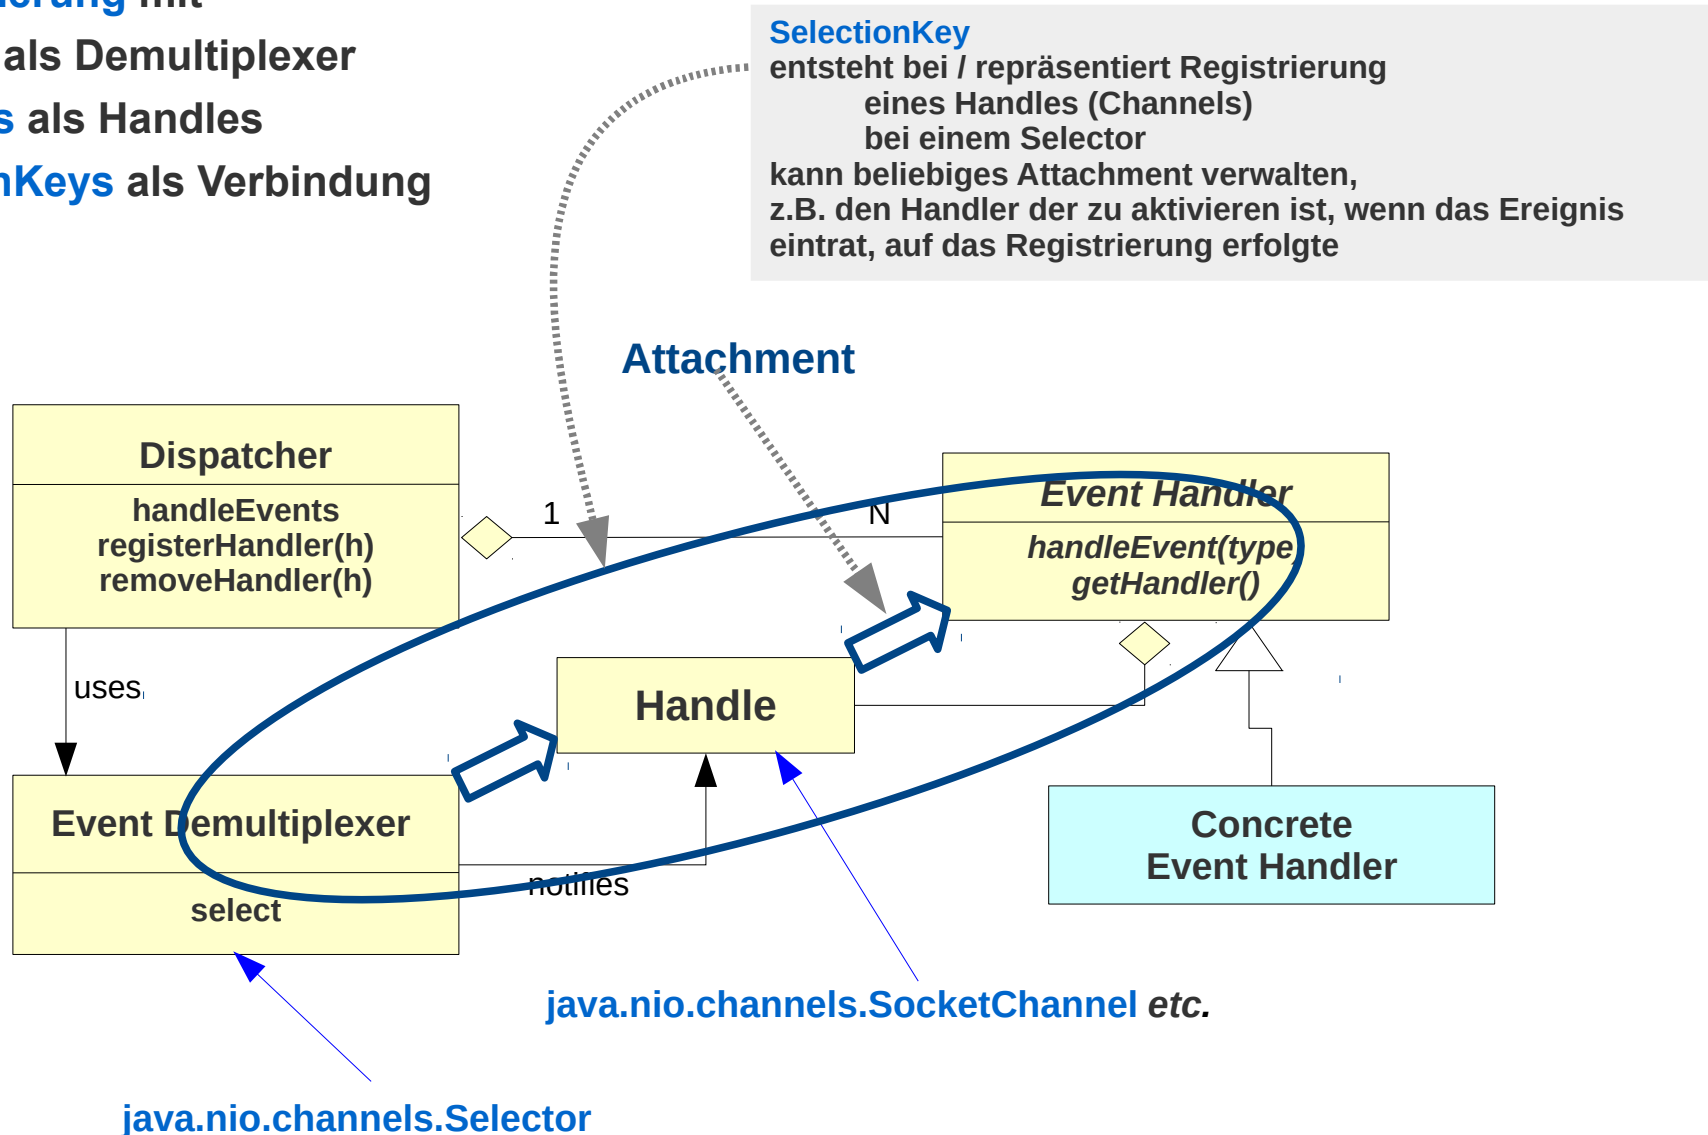 mit
als Demultiplexer
als Handles
als Verbindung
SelectionKey
entsteht bei / repräsentiert Registrierung
eines Handles (Channels)
bei einem Selector
kann beliebiges Attachment verwalten,
z.B. den Handler der zu aktivieren ist, wenn das Ereignis
eintrat, auf das Registrierung erfolgte
Attachment
Dispatcher
handleEvents
registerHandler(h)
removeHandler(h)
1
N
Event Handler
handleEvent(type)
getHandler()
uses
Handle
Event Demultiplexer
select
notifies
Concrete
Event Handler
java.nio.channels.SocketChannel etc.
java.nio.channels.Selector